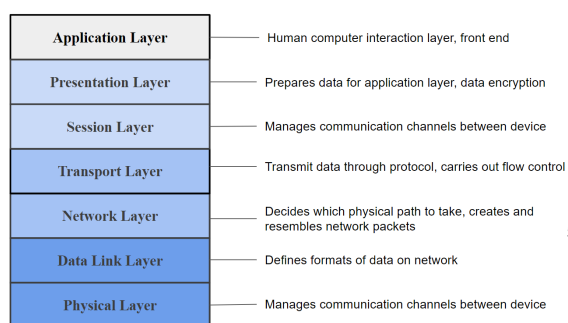 Application Layer
Human computer interaction layer, front end
Presentation Layer
Prepares data for application layer, data encryption
Session Layer
Manages communication channels between device
Transport Layer
Transmit data through protocol, carries out flow control
Network Layer
Decides which physical path to take, creates and
resembles network packets
Data Link Layer
Defines formats of data on network
Physical Layer
Manages communication channels between device